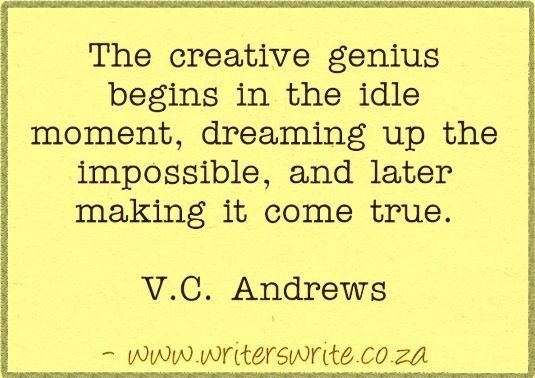 The creative genius
begins in the idle
moment, dreaming up the
impossible, and later
making it come true.
V.C. Andrews
- www.writerswrite.co.za